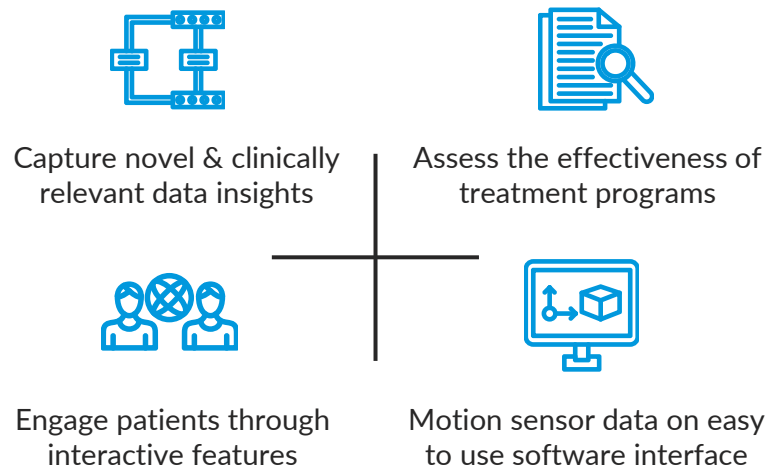 Capture novel & clinically
relevant data insights
Assess the effectiveness of
treatment programs
Engage patients through
interactive features
Motion sensor data on easy
to use software interface